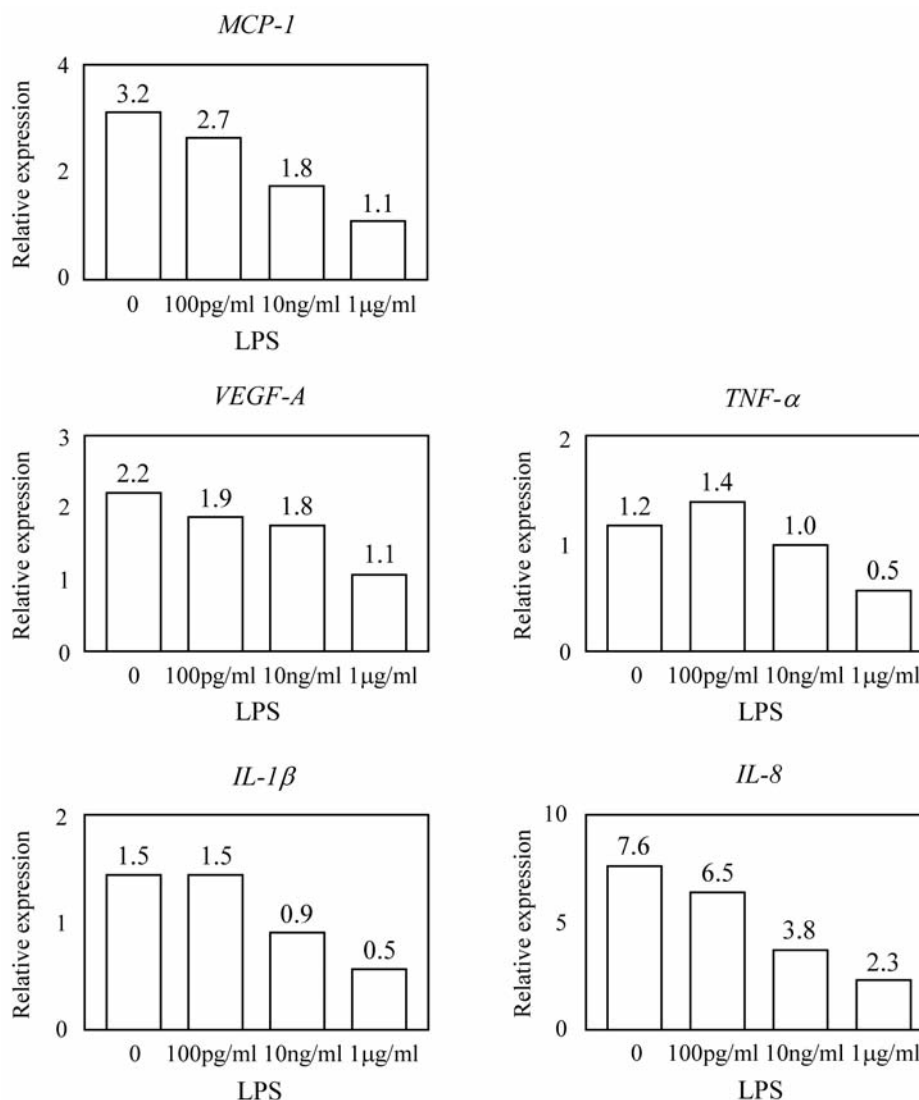 MCP-1
Relative expression
4
2
0
3.2
2.7
1.8
1.1
0 100pg/ml 10ng/ml 1μg/ml
LPS
VEGF-A
Relative expression
3
2
1
0
2.2
1.9
1.8
1.1
0 100pg/ml 10ng/ml 1μg/ml
LPS
TNF-α
Relative expression
2
1
0
1.2
1.4
1.0
0.5
0 100pg/ml 10ng/ml 1μg/ml
LPS
IL-1β
Relative expression
2
1
0
1.5
1.5
0.9
0.5
0 100pg/ml 10ng/ml 1μg/ml
LPS
IL-8
Relative expression
10
5
0
7.6
6.5
3.8
2.3
0 100pg/ml 10ng/ml 1μg/ml
LPS